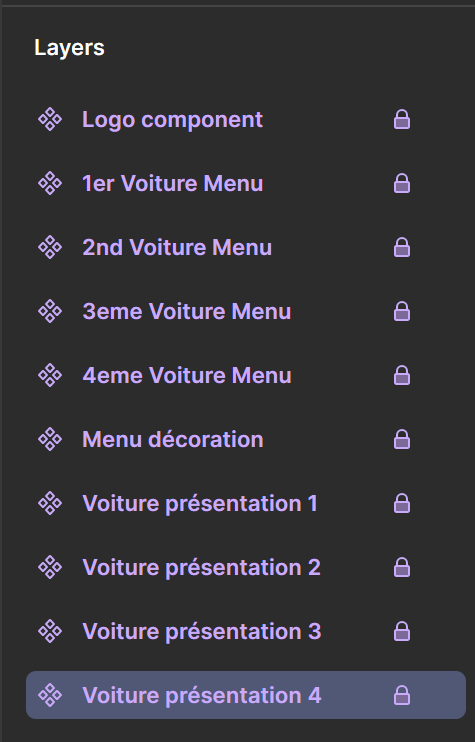 Layers
Logo component
1er Voiture Menu
2nd Voiture Menu
3eme Voiture Menu
4eme Voiture Menu
Menu décoration
Voiture présentation 1
Voiture présentation 2
Voiture présentation 3
Voiture présentation 4